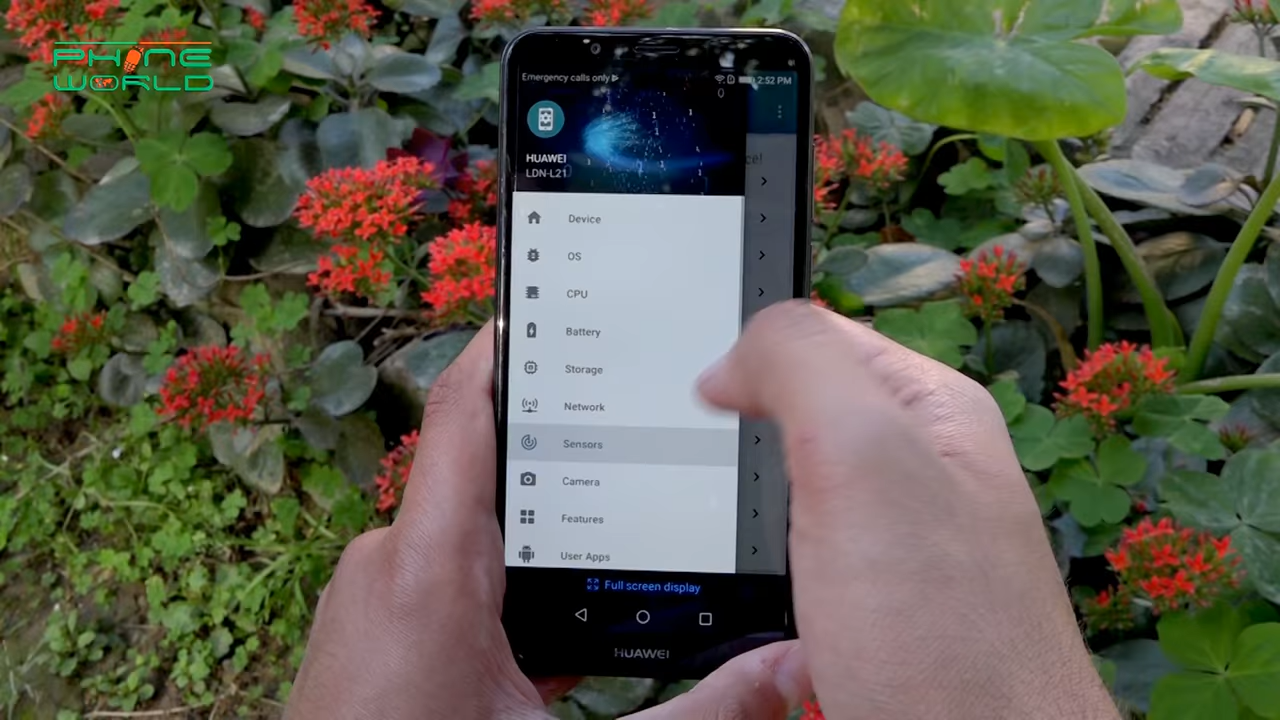 PHONE
WORLD
Emergency calls only
2:52 PM
HUAWEI
LDN-L21
ce!
Device
OS
CPU
Battery
Storage
Network
Sensors
Camera
Features
User Apps
Full screen display
HUAWEI